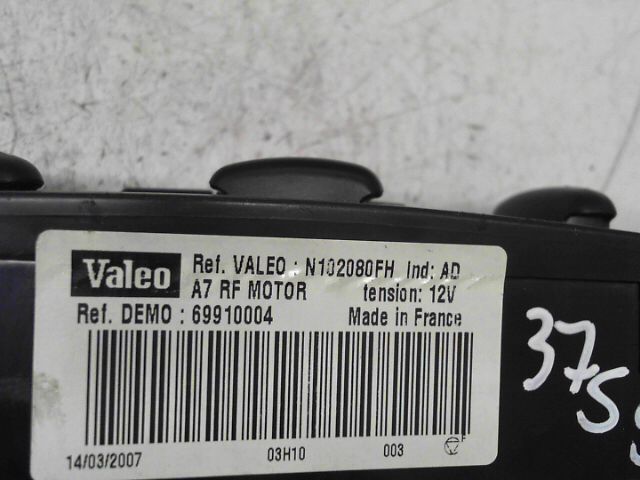 Valeo
Ref. VALEO : N102080FH Ind: AD
A7 RF MOTOR tension: 12V
Ref. DEMO : 69910004 Made in France
14/03/2007 03H10 003 F
37